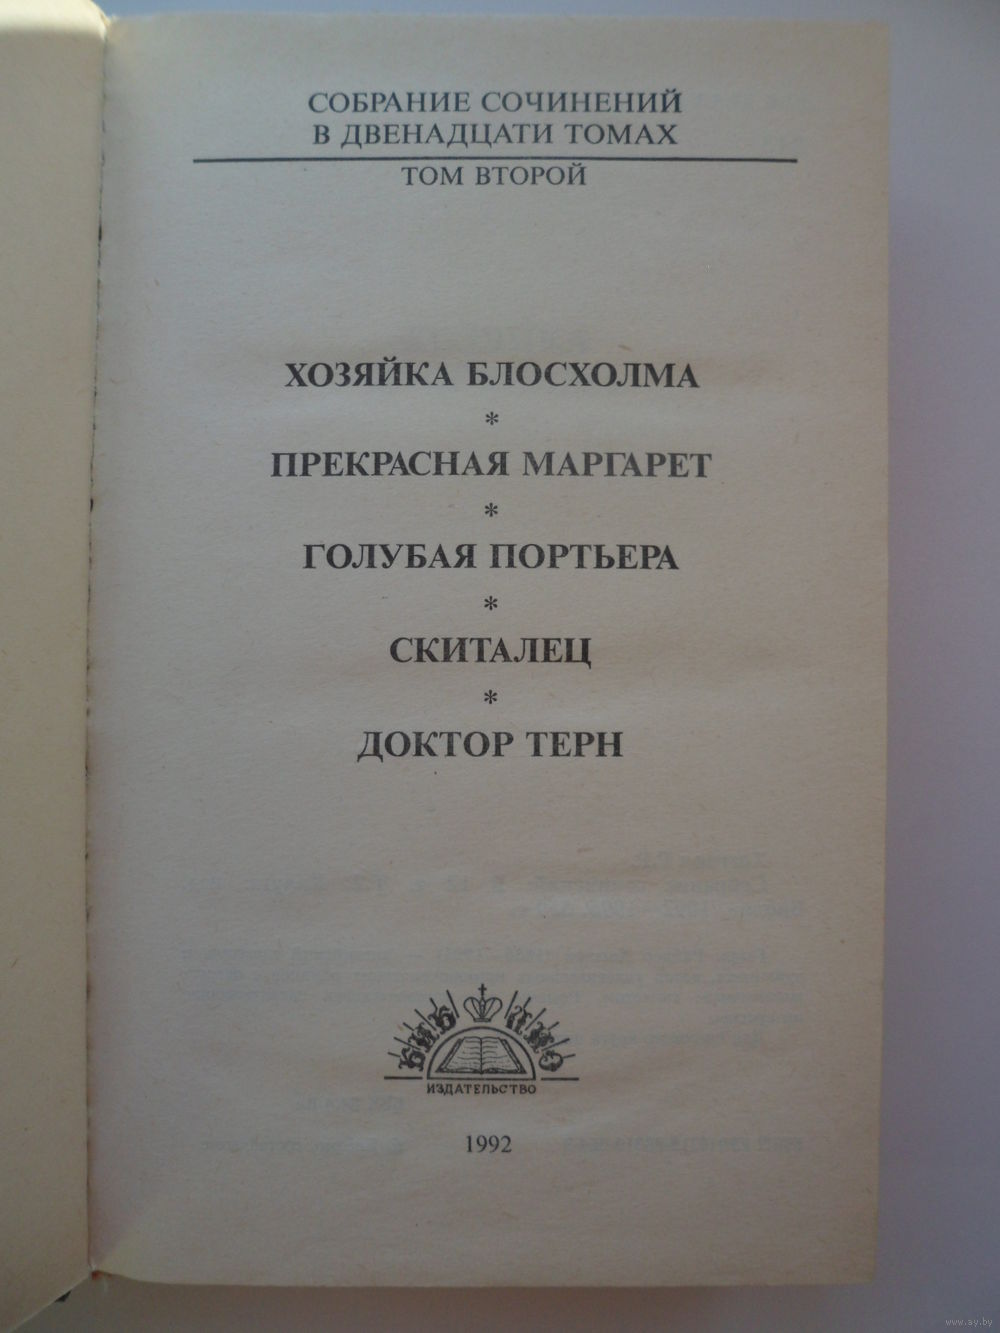 СОБРАНИЕ СОЧИНЕНИЙ
В ДВЕНАДЦАТИ ТОМАХ
ТОМ ВТОРОЙ
ХОЗЯЙКА БЛОСХОЛМА
*
ПРЕКРАСНАЯ МАРГАРЕТ
*
ГОЛУБАЯ ПОРТЬЕРА
*
СКИТАЛЕЦ
*
ДОКТОР ТЕРН
БИБЛИО
ИЗДАТЕЛЬСТВО
1992
www.ay.by